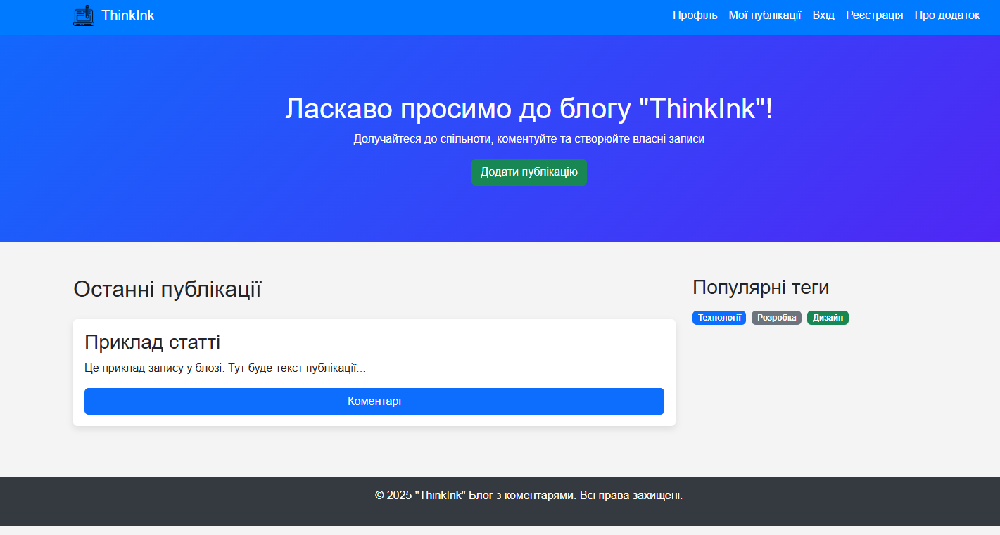 ThinkInk
Профіль Мої публікації Вхід Реєстрація Про додаток
Ласкаво просимо до блогу "ThinkInk"!
Долучайтеся до спільноти, коментуйте та створюйте власні записи
Додати публікацію
Останні публікації
Приклад статті
Це приклад запису у блозі. Тут буде текст публікації...
Коментарі
Популярні теги
Технології Розробка Дизайн
© 2025 "ThinkInk" Блог з коментарями. Всі права захищені.